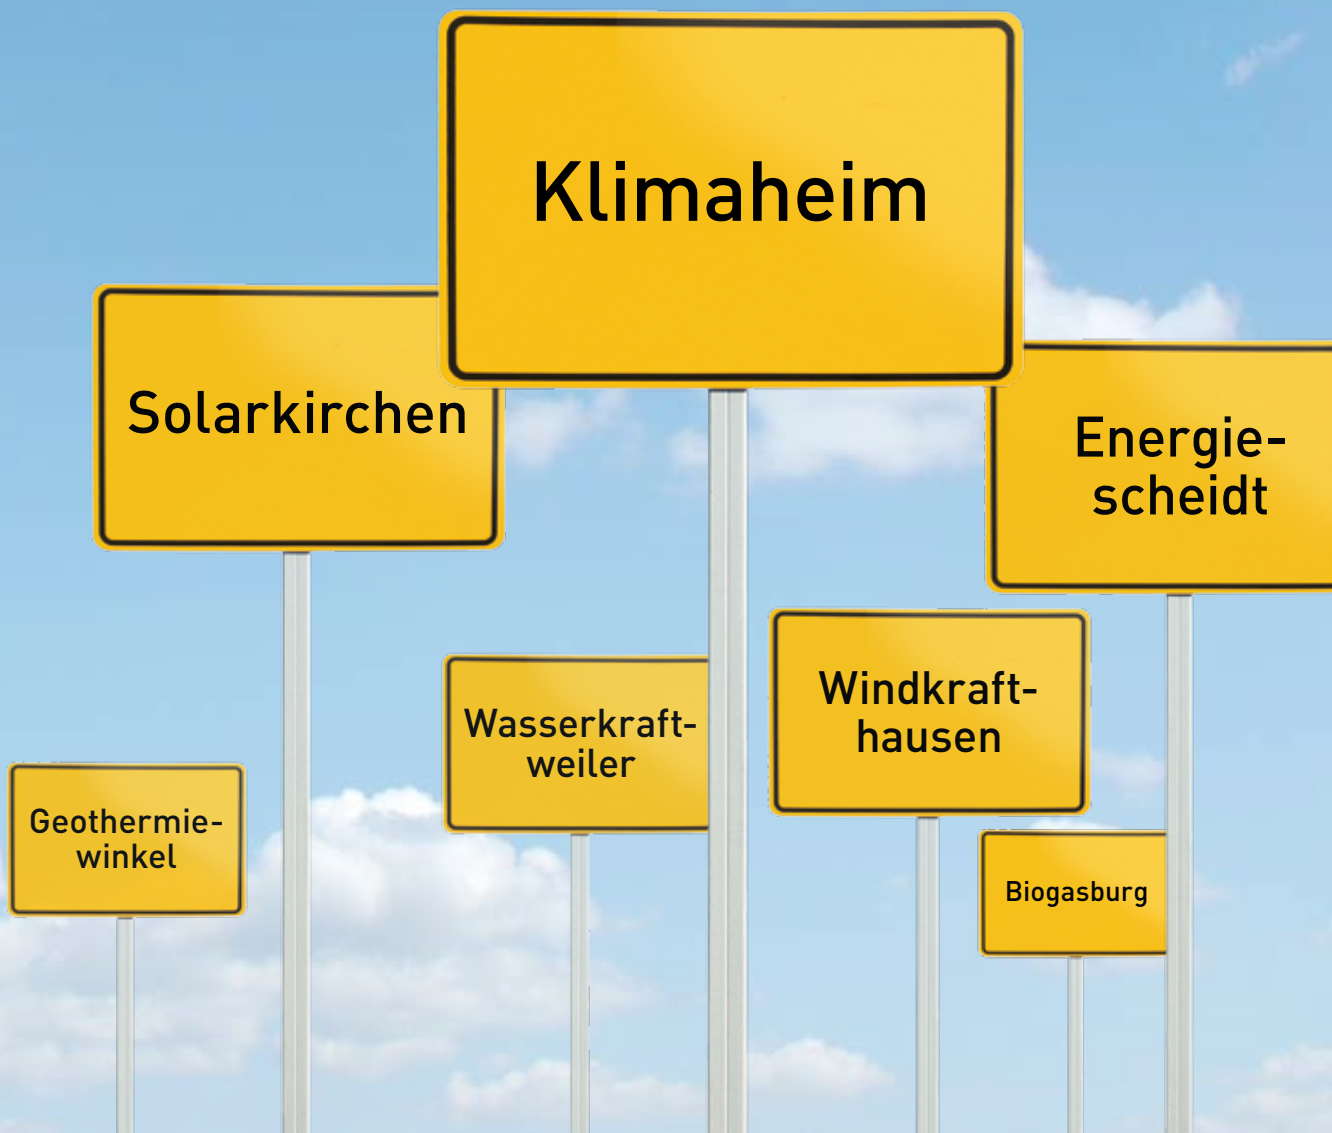 Klimaheim
Solarkirchen
Energie-
scheidt
Wasserkraft-
weiler
Windkraft-
hausen
Geothermie-
winkel
Biogasburg